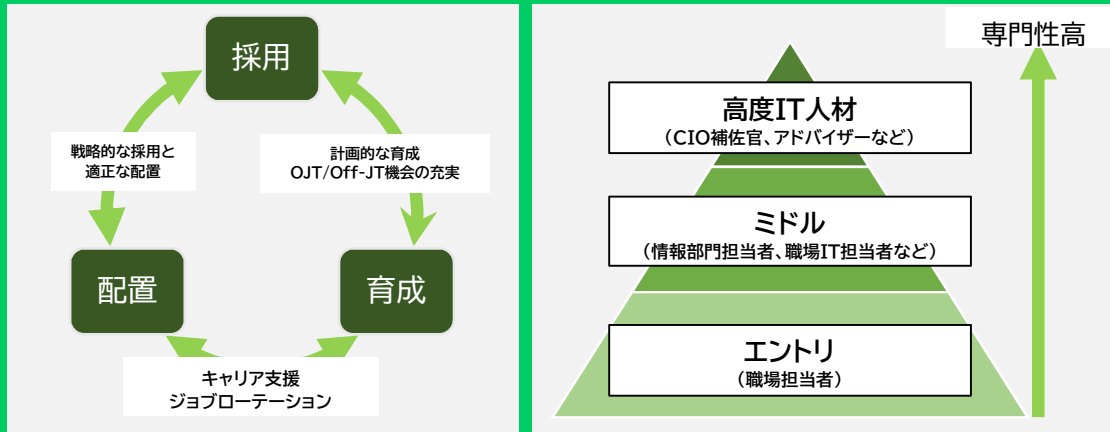 採用
戦略的な採用と
適正な配置
計画的な育成
OJT/Off-JT機会の充実
配置
育成
キャリア支援
ジョブローテーション
専門性高
高度IT人材
（CIO補佐官、アドバイザーなど）
ミドル
（情報部門担当者、職場IT担当者など）
エントリ
（職場担当者）